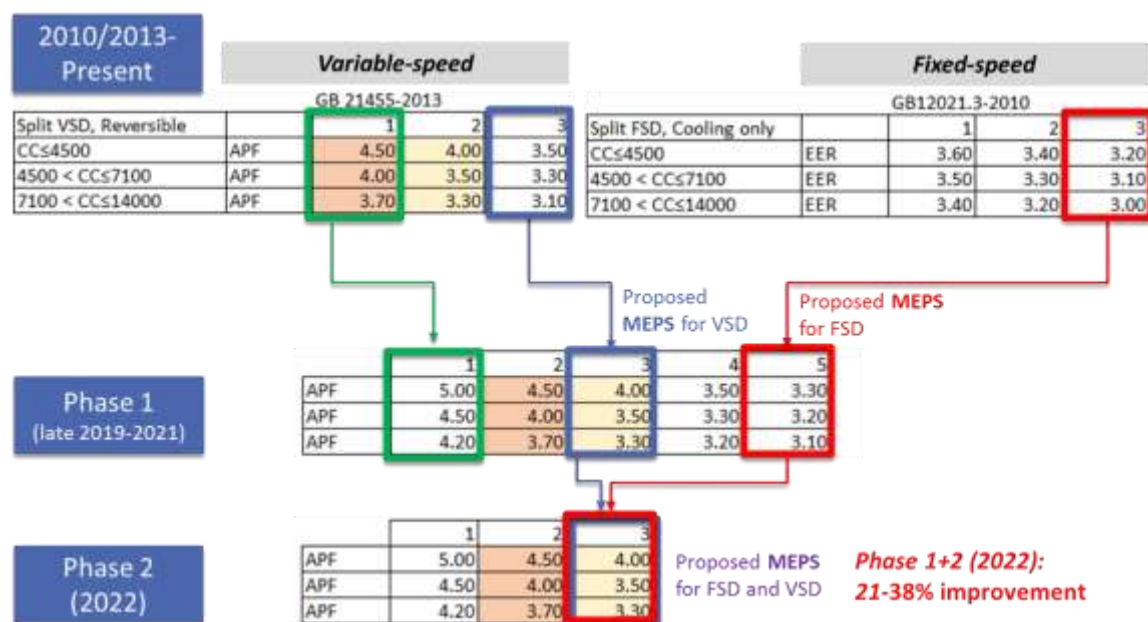 2010/2013-
Present
Variable-speed
Fixed-speed
GB 21455-2013
GB12021.3-2010
Split VSD, Reversible 1 2 3
CC≤4500 APF 4.50 4.00 3.50
4500 < CC≤7100 APF 4.00 3.50 3.30
7100 < CC≤14000 APF 3.70 3.30 3.10
Split FSD, Cooling only 1 2 3
CC≤4500 EER 3.60 3.40 3.20
4500 < CC≤7100 EER 3.50 3.30 3.10
7100 < CC≤14000 EER 3.40 3.20 3.00
Proposed
MEPS for VSD
Proposed MEPS
for FSD
Phase 1
(late 2019-2021)
1 2 3 4 5
APF 5.00 4.50 4.00 3.50 3.30
APF 4.50 4.00 3.50 3.30 3.20
APF 4.20 3.70 3.30 3.20 3.10
Phase 2
(2022)
1 2 3
APF 5.00 4.50 4.00
APF 4.50 4.00 3.50
APF 4.20 3.70 3.30
Proposed MEPS
for FSD and VSD
Phase 1+2 (2022):
21-38% improvement